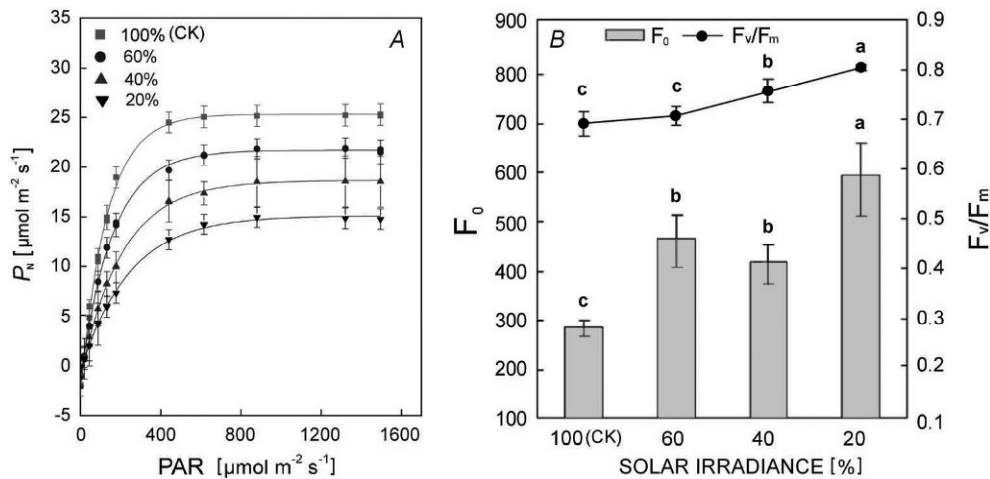 A
100% (CK)
60%
40%
20%
35
30
25
20
15
10
5
0
-5
P_N [µmol m⁻² s⁻¹]
0 400 800 1200 1600
PAR [µmol m⁻² s⁻¹]
B
F₀ Fᵥ/Fₘ
900
800
700
600
500
400
300
200
100
F₀
c c b a
c b b a
0.9
0.8
0.7
0.6
0.5
0.4
0.3
0.2
0.1
Fᵥ/Fₘ
100(CK) 60 40 20
SOLAR IRRADIANCE [%]